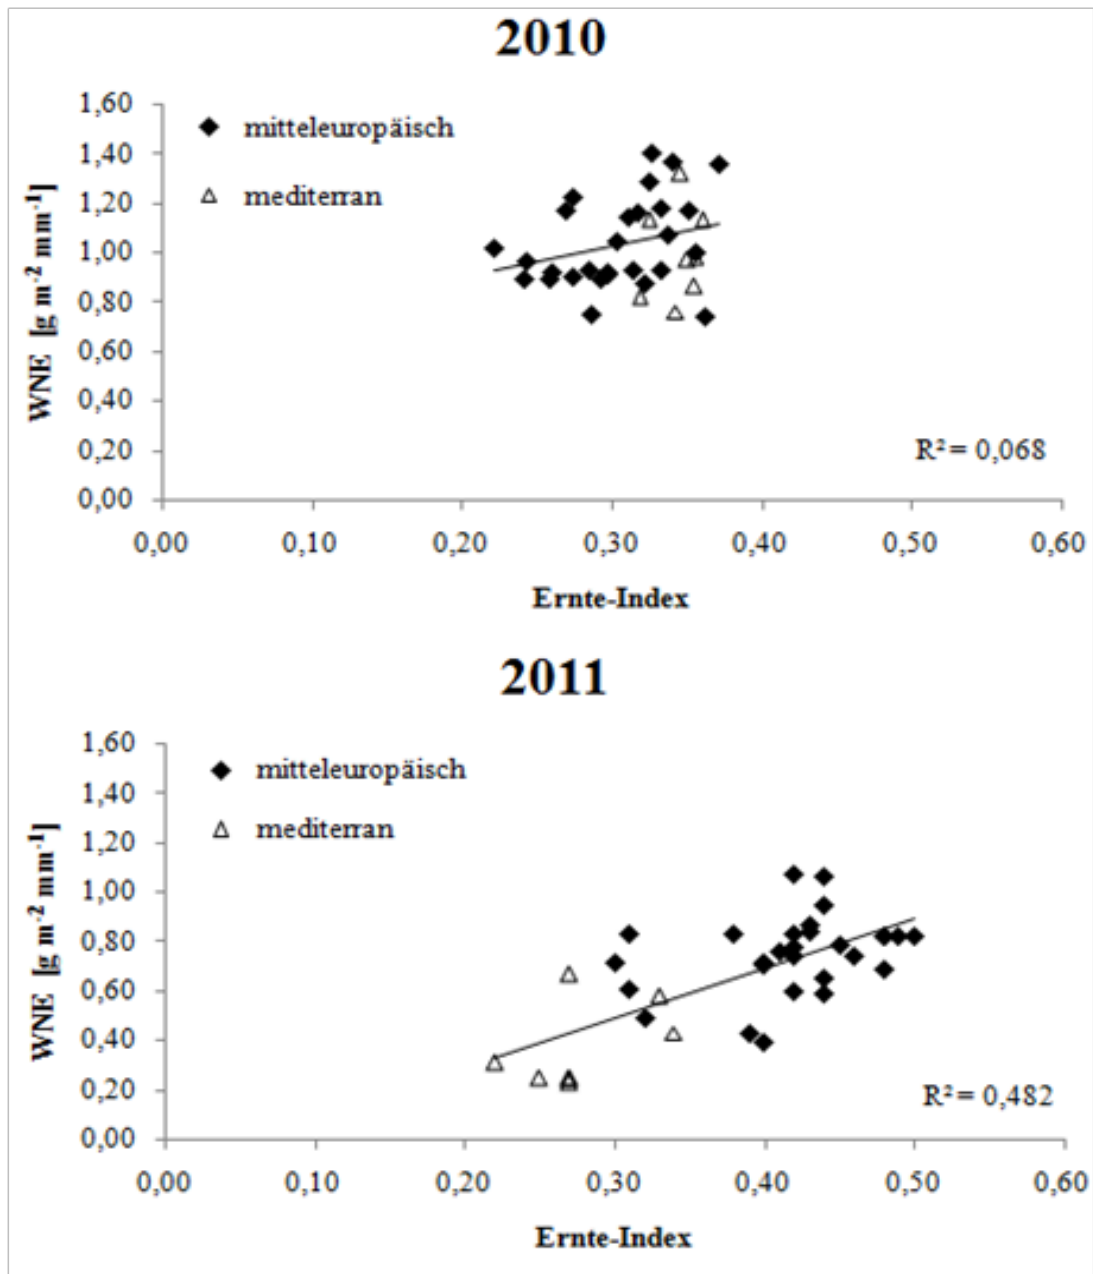 2010
1,60
1,40
1,20
1,00
0,80
0,60
0,40
0,20
0,00
WNE [g m-2 mm-1]
mitteleuropäisch
mediterran
R² = 0,068
0,00 0,10 0,20 0,30 0,40 0,50 0,60
Ernte-Index
2011
1,60
1,40
1,20
1,00
0,80
0,60
0,40
0,20
0,00
WNE [g m-2 mm-1]
mitteleuropäisch
mediterran
R² = 0,482
0,00 0,10 0,20 0,30 0,40 0,50 0,60
Ernte-Index